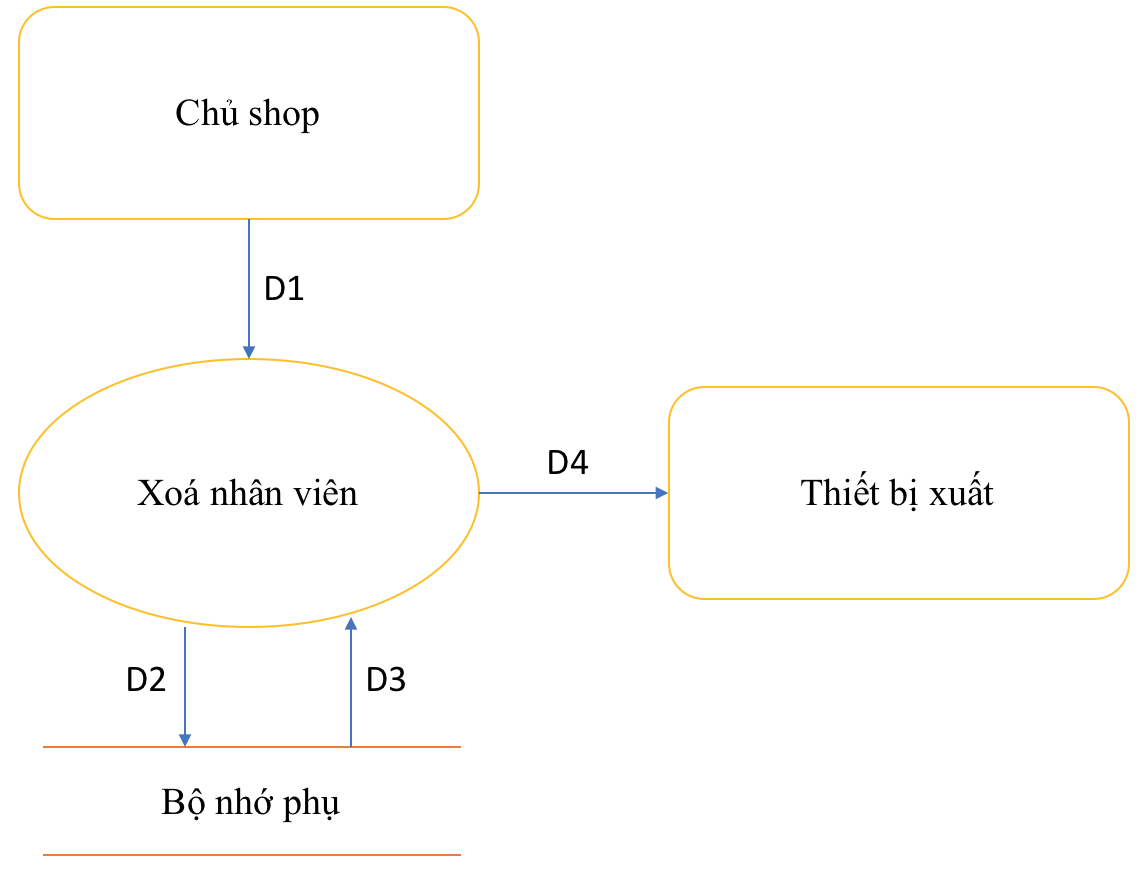 Chủ shop
D1
D4
Xoá nhân viên
Thiết bị xuất
D2
D3
Bộ nhớ phụ